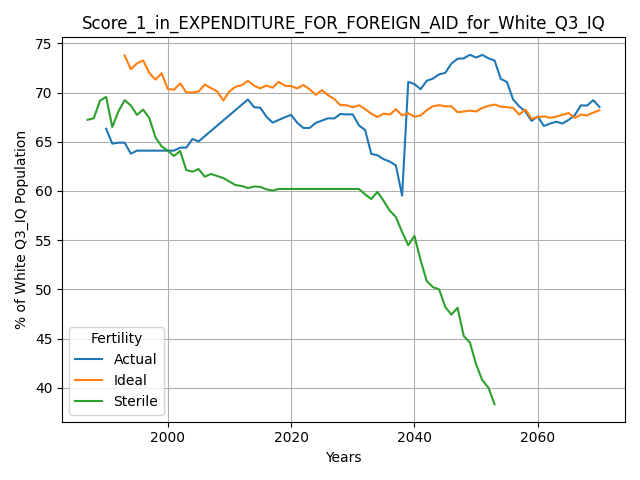 Score_1_in_EXPENDITURE_FOR_FOREIGN_AID_for_White_Q3_IQ
% of White Q3_IQ Population
75
70
65
60
55
50
45
40
Fertility
Actual
Ideal
Sterile
2000
2020
2040
2060
Years